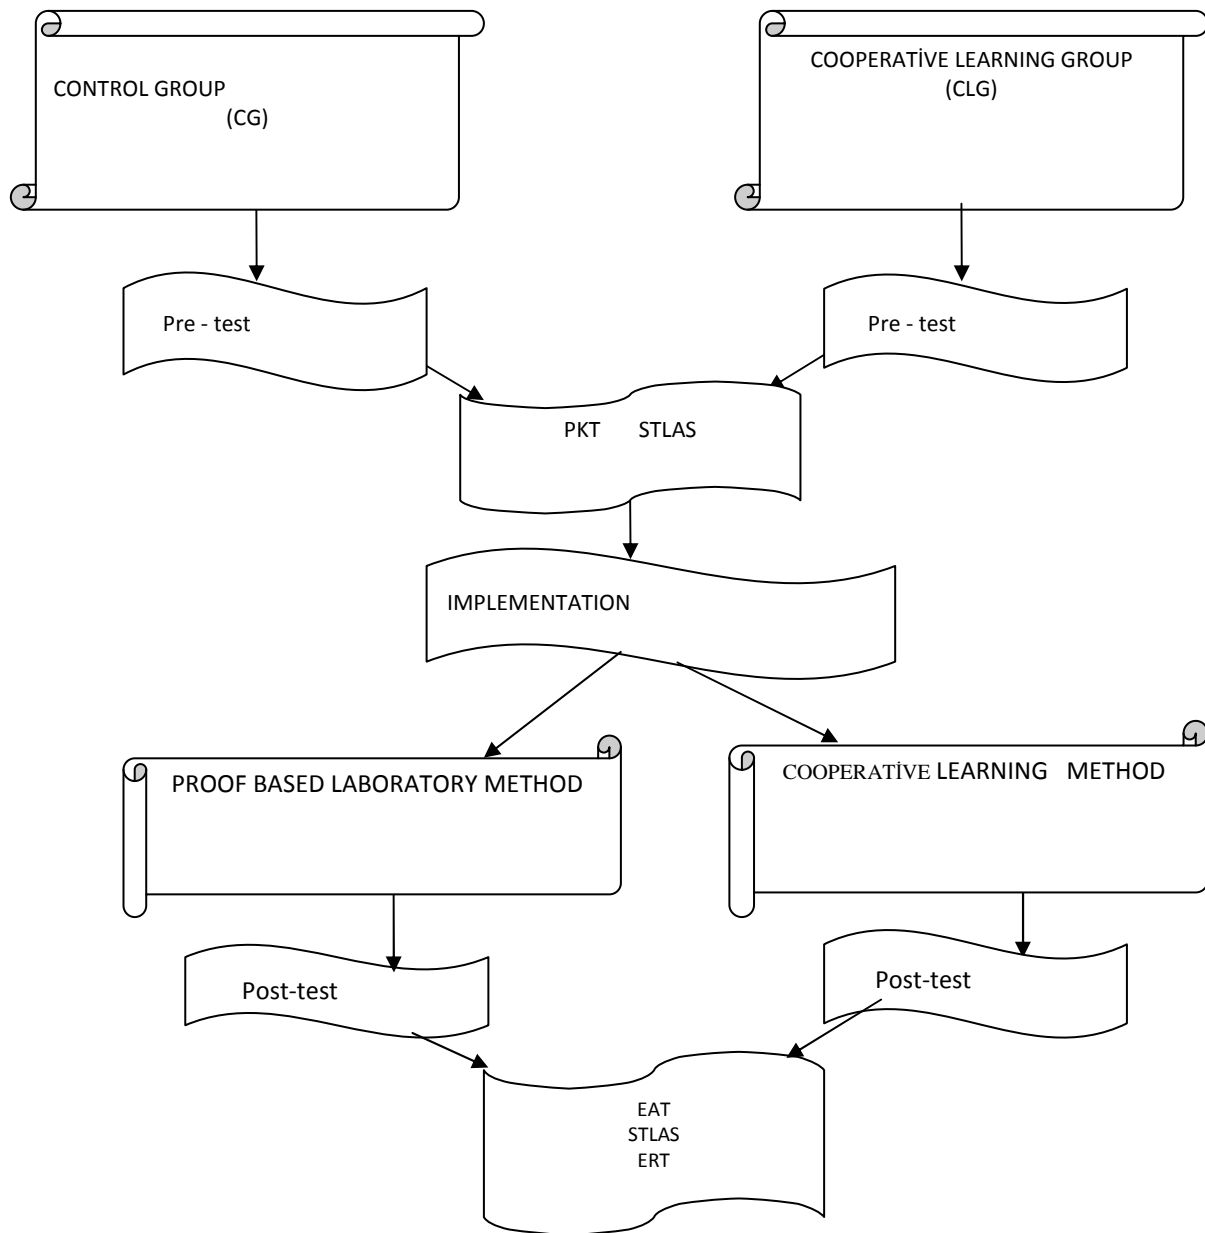 CONTROL GROUP
(CG)
COOPERATİVE LEARNING GROUP
(CLG)
Pre - test
Pre - test
PKT STLAS
IMPLEMENTATION
PROOF BASED LABORATORY METHOD
COOPERATİVE LEARNING METHOD
Post-test
Post-test
EAT
STLAS
ERT